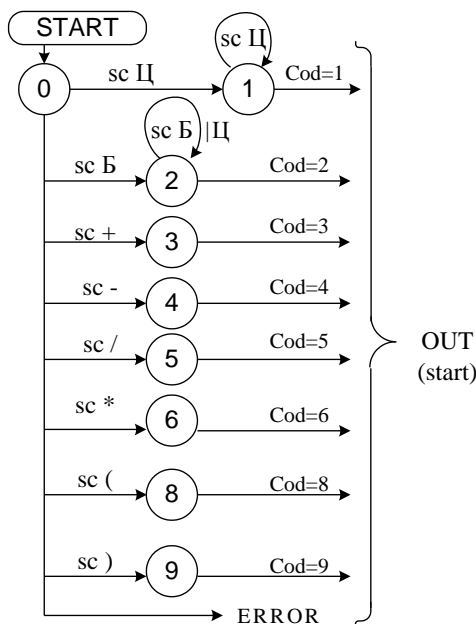 START
sc Ц
0 sc Ц 1 Cod=1
sc Б |Ц
sc Б 2 Cod=2
sc + 3 Cod=3
sc - 4 Cod=4
sc / 5 Cod=5
OUT
(start)
sc * 6 Cod=6
sc ( 8 Cod=8
sc ) 9 Cod=9
ERROR